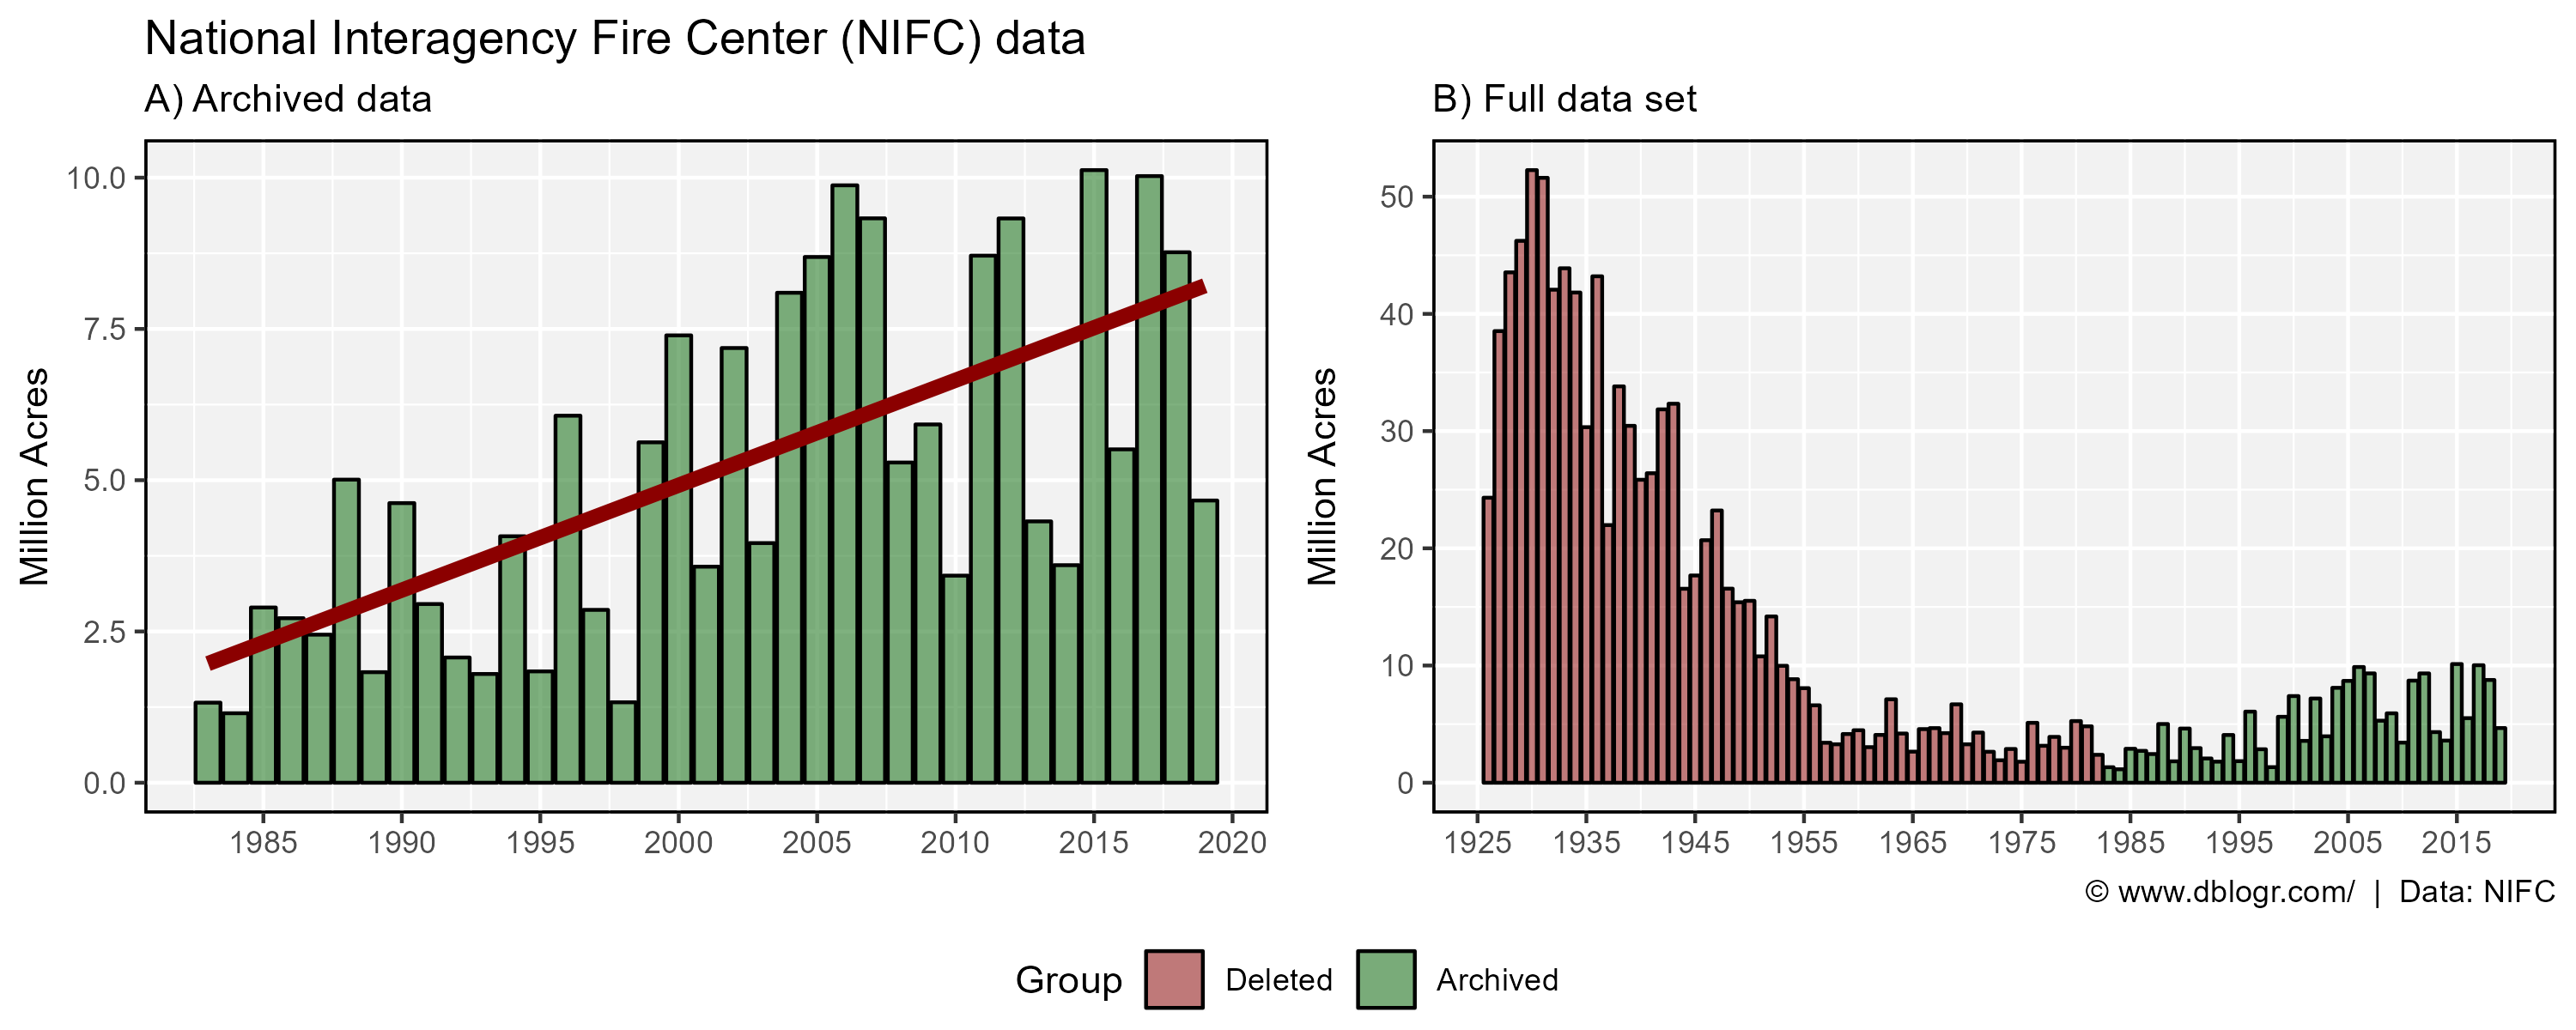 National Interagency Fire Center (NIFC) data
A) Archived data
Million Acres
10.0
7.5
5.0
2.5
0.0
1985 1990 1995 2000 2005 2010 2015 2020
B) Full data set
Million Acres
50
40
30
20
10
0
1925 1935 1945 1955 1965 1975 1985 1995 2005 2015
© www.dblogr.com/ | Data: NIFC
Group Deleted Archived